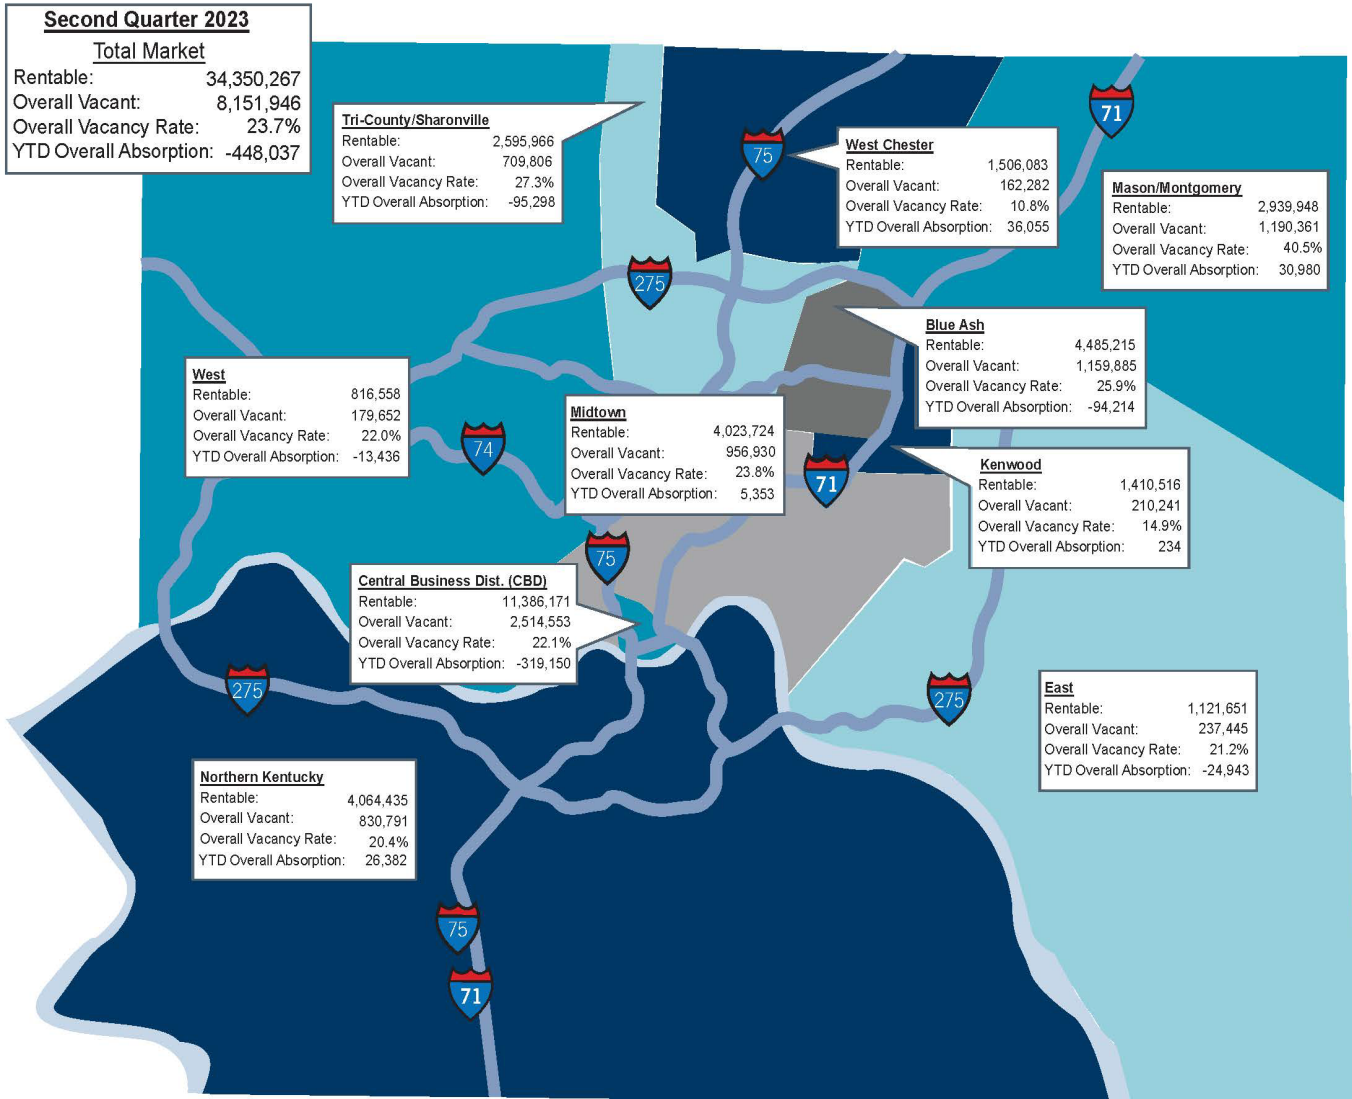 Second Quarter 2023
Total Market
Rentable: 34,350,267
Overall Vacant: 8,151,946
Overall Vacancy Rate: 23.7%
YTD Overall Absorption: -448,037
71
Tri-County/Sharonville
Rentable: 2,595,966
Overall Vacant: 709,806
Overall Vacancy Rate: 27.3%
YTD Overall Absorption: -95,298
75
West Chester
Rentable: 1,506,083
Overall Vacant: 162,282
Overall Vacancy Rate: 10.8%
YTD Overall Absorption: 36,055
Mason/Montgomery
Rentable: 2,939,948
Overall Vacant: 1,190,361
Overall Vacancy Rate: 40.5%
YTD Overall Absorption: 30,980
275
Blue Ash
Rentable: 4,485,215
Overall Vacant: 1,159,885
Overall Vacancy Rate: 25.9%
YTD Overall Absorption: -94,214
West
Rentable: 816,558
Overall Vacant: 179,652
Overall Vacancy Rate: 22.0%
YTD Overall Absorption: -13,436
74
Midtown
Rentable: 4,023,724
Overall Vacant: 956,930
Overall Vacancy Rate: 23.8%
YTD Overall Absorption: 5,353
71
Kenwood
Rentable: 1,410,516
Overall Vacant: 210,241
Overall Vacancy Rate: 14.9%
YTD Overall Absorption: 234
75
Central Business Dist. (CBD)
Rentable: 11,386,171
Overall Vacant: 2,514,553
Overall Vacancy Rate: 22.1%
YTD Overall Absorption: -319,150
275
275
East
Rentable: 1,121,651
Overall Vacant: 237,445
Overall Vacancy Rate: 21.2%
YTD Overall Absorption: -24,943
Northern Kentucky
Rentable: 4,064,435
Overall Vacant: 830,791
Overall Vacancy Rate: 20.4%
YTD Overall Absorption: 26,382
75
71